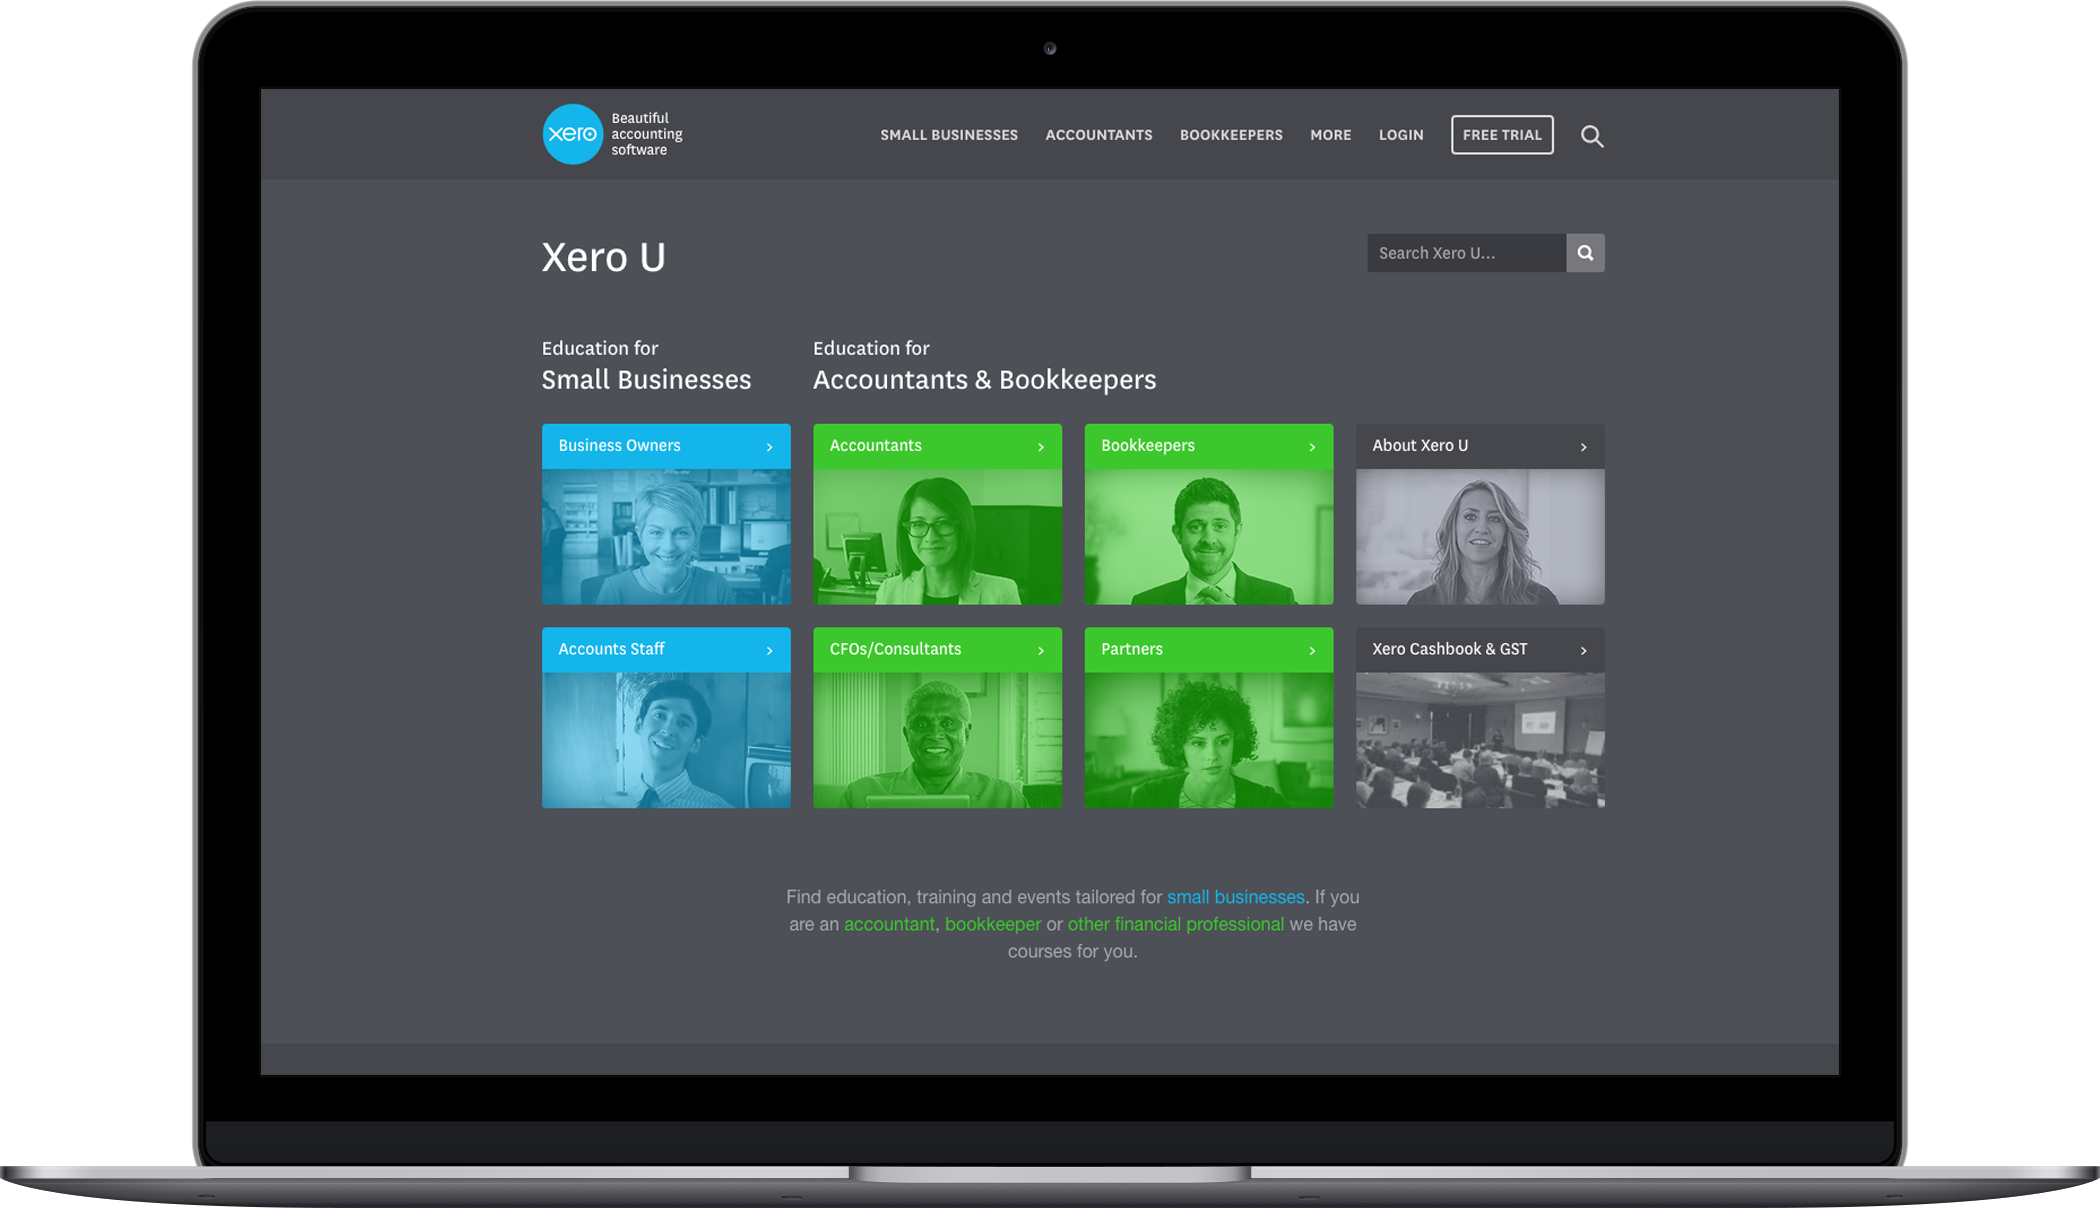 xero
Beautiful
accounting
software
SMALL BUSINESSES ACCOUNTANTS BOOKKEEPERS MORE LOGIN FREE TRIAL
Xero U
Search Xero U...
Education for
Small Businesses
Education for
Accountants & Bookkeepers
Business Owners
Accountants
Bookkeepers
About Xero U
Accounts Staff
CFOs/Consultants
Partners
Xero Cashbook & GST
Find education, training and events tailored for small businesses. If you
are an accountant, bookkeeper or other financial professional we have
courses for you.